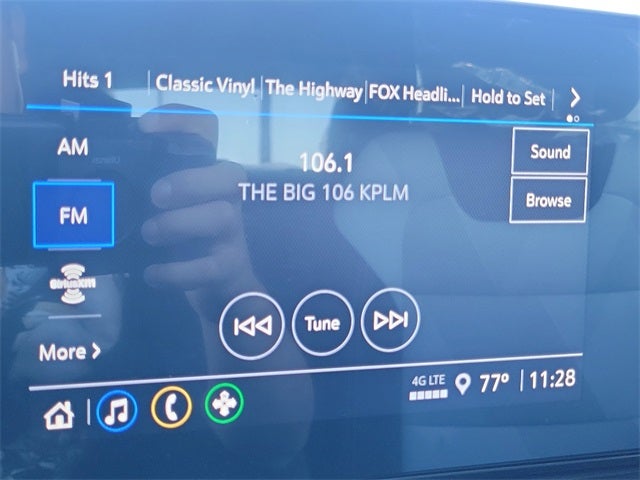 Hits 1 Classic Vinyl The Highway FOX Headli... Hold to Set
AM
106.1
Sound
THE BIG 106 KPLM
FM
Browse
SiriusXM
Tune
More
4G LTE 77° 11:28